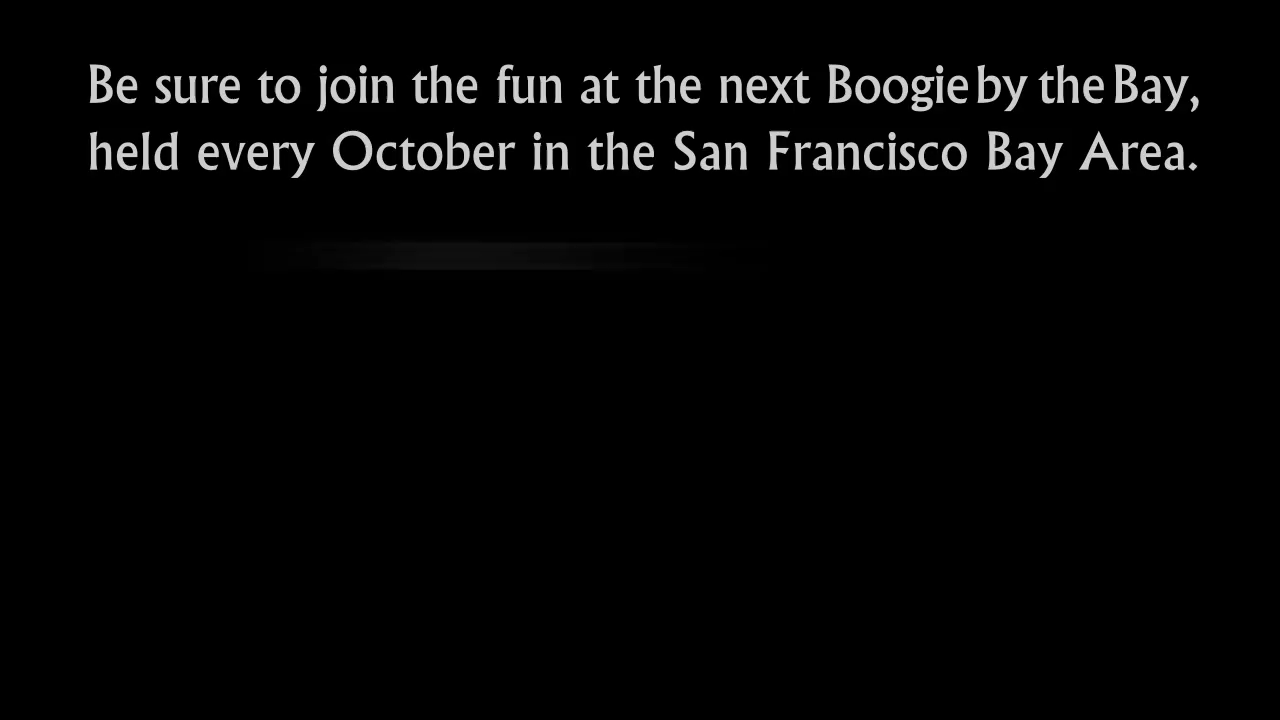 Be sure to join the fun at the next Boogie by the Bay,
held every October in the San Francisco Bay Area.